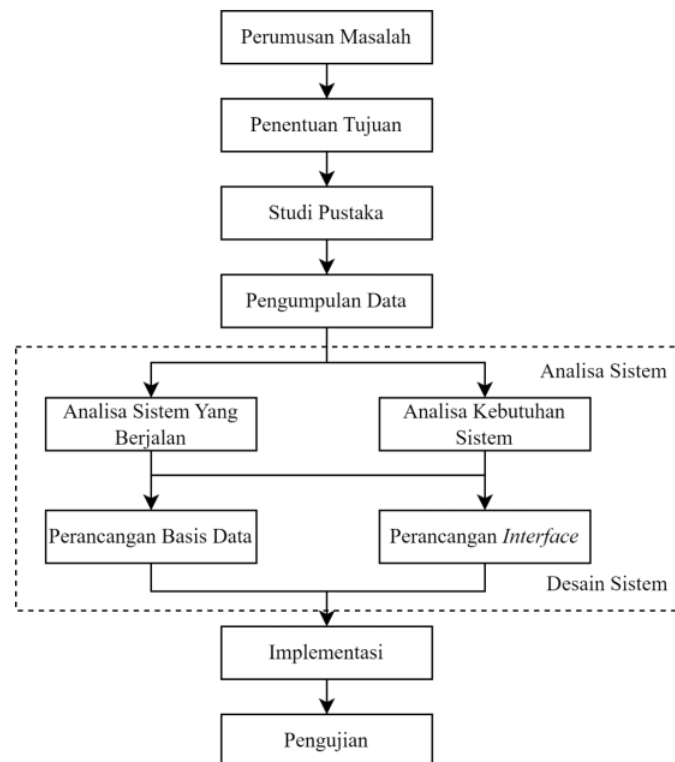 Perumusan Masalah
Penentuan Tujuan
Studi Pustaka
Pengumpulan Data
Analisa Sistem
Analisa Sistem Yang
Berjalan
Analisa Kebutuhan
Sistem
Perancangan Basis Data
Perancangan Interface
Desain Sistem
Implementasi
Pengujian